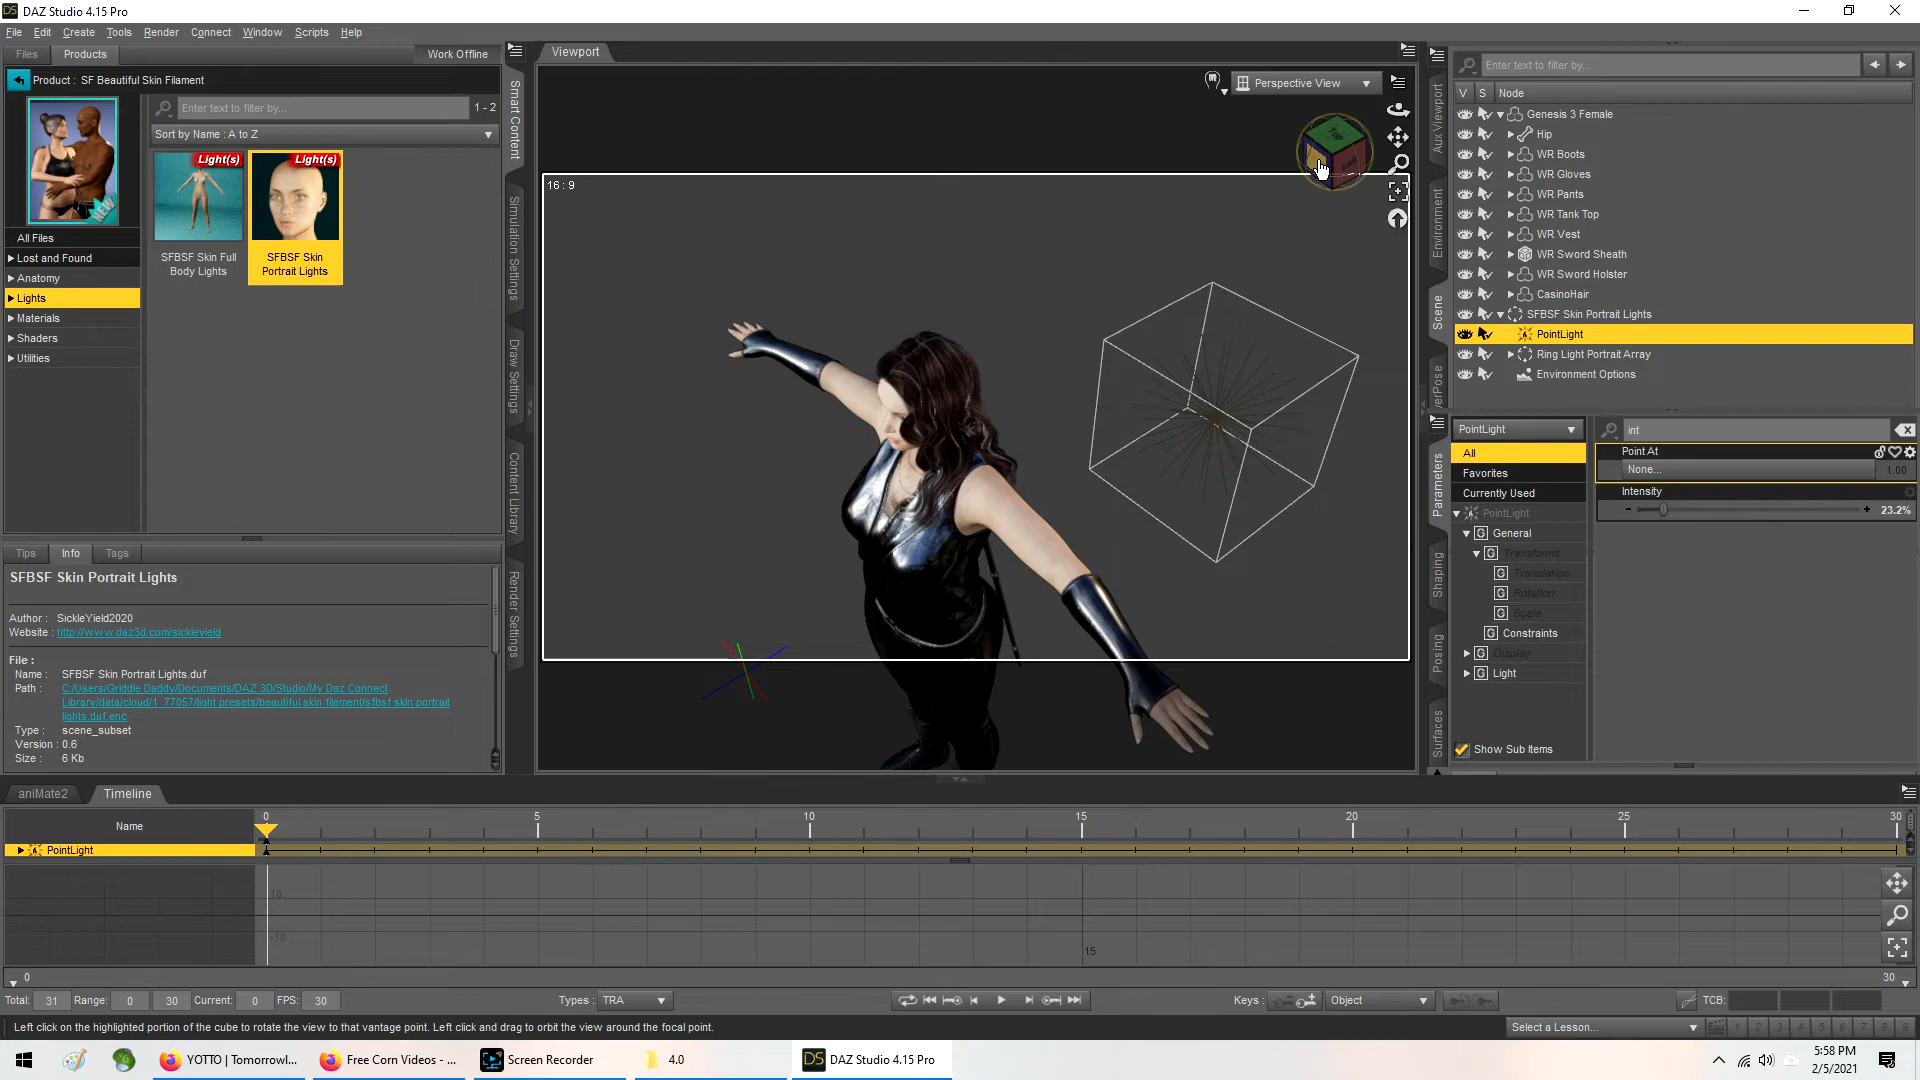 DAZ Studio 4.15 Pro
File Edit Create Tools Render Connect Window Scripts Help
Files Products Work Offline
Product : SF Beautiful Skin Filament
Enter text to filter by... 1 - 2
Sort by Name : A to Z
NEW
Light(s) Light(s)
SFBSF Skin Full Body Lights
SFBSF Skin Portrait Lights
All Files
Lost and Found
Anatomy
Lights
Materials
Shaders
Utilities
Tips Info Tags
SFBSF Skin Portrait Lights
Author : SickleYield2020
Website : http://www.daz3d.com/sickleyield
File :
Name : SFBSF Skin Portrait Lights.duf
Path : C:/Users/Griddle Daddy/Documents/DAZ 3D/Studio/My Daz Connect
Library/data/cloud/1_77057/light presets/beautiful skin filament/sfbsf skin portrait
lights.duf.enc
Type : scene_subset
Version : 0.6
Size : 6 Kb
Smart Content
Simulation Settings
Draw Settings
Content Library
Render Settings
Viewport
Perspective View
Top
16 : 9
Aux Viewport
Environment
Scene
erPose
Enter text to filter by...
V S Node
Genesis 3 Female
Hip
WR Boots
WR Gloves
WR Pants
WR Tank Top
WR Vest
WR Sword Sheath
WR Sword Holster
CasinoHair
SFBSF Skin Portrait Lights
PointLight
Ring Light Portrait Array
Environment Options
Parameters
Shaping
Posing
Surfaces
PointLight
int
All
Favorites
Currently Used
PointLight
General
Transforms
Translation
Rotation
Scale
Constraints
Display
Light
Show Sub Items
Point At
None... 1.00
Intensity
- + 23.2%
aniMate2 Timeline
Name 0 5 10 15 20 25 30
PointLight
10
-10
15
0 30
Total: 31 Range: 0 30 Current: 0 FPS: 30 Types : TRA Keys : Object TCB:
Left click on the highlighted portion of the cube to rotate the view to that vantage point. Left click and drag to orbit the view around the focal point. Select a Lesson... 1 2 3 4 5 6 7 8 9
YOTTO | Tomorrowl... Free Corn Videos - ... Screen Recorder 4.0 DAZ Studio 4.15 Pro
5:58 PM
2/5/2021